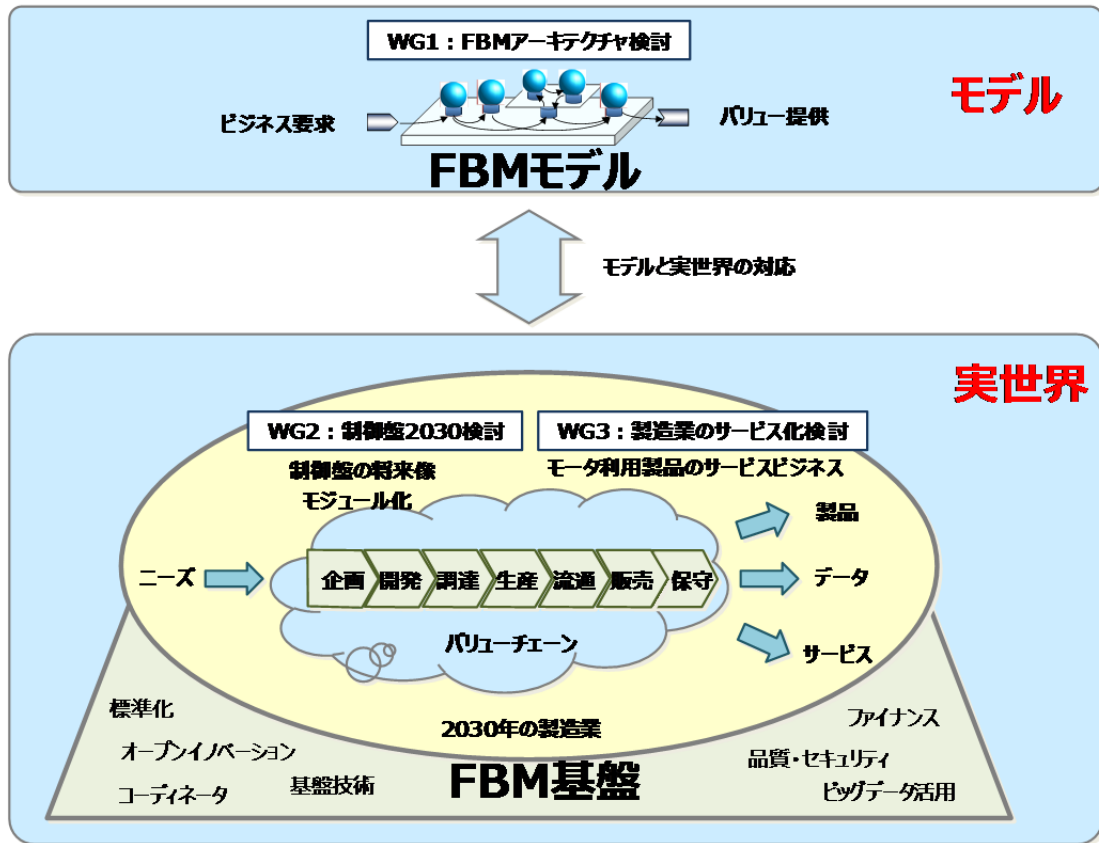 WG1：FBMアーキテクチャ検討
モデル
ビジネス要求
バリュー提供
FBMモデル
モデルと実世界の対応
実世界
WG2：制御盤2030検討
WG3：製造業のサービス化検討
制御盤の将来像
モジュール化
モータ利用製品のサービスビジネス
ニーズ
企画
開発
調達
生産
流通
販売
保守
製品
データ
サービス
バリューチェーン
2030年の製造業
標準化
オープンイノベーション
コーディネータ
基盤技術
FBM基盤
ファイナンス
品質・セキュリティ
ビッグデータ活用